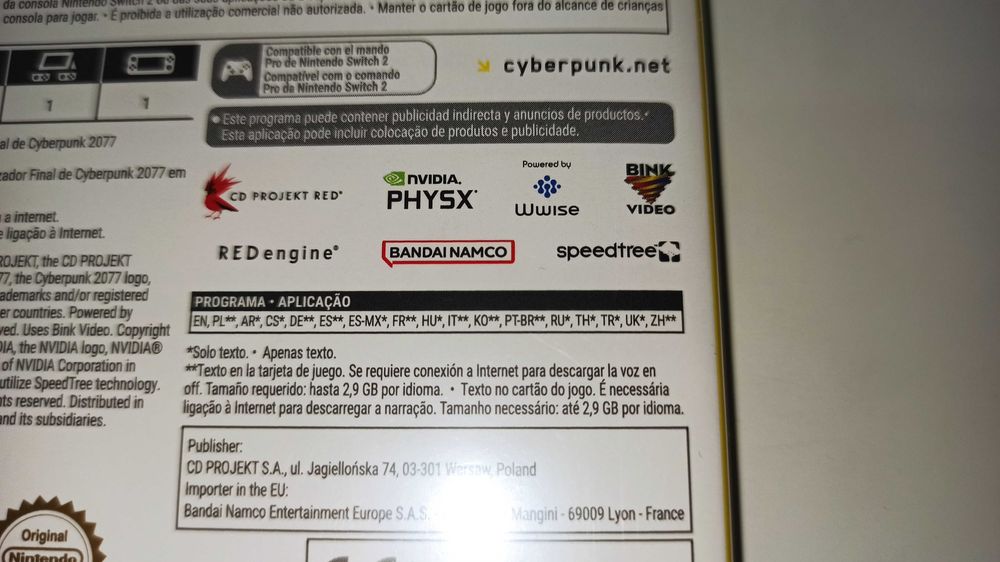 consola para jogar. • É proibida a utilização comercial não autorizada. • Manter o cartão de jogo fora do alcance de crianças
Compatible con el mando
Pro de Nintendo Switch 2
Compatível com o comando
Pro de Nintendo Switch 2
cyberpunk.net
1
1
• Este programa puede contener publicidad indirecta y anuncios de productos.•
Esta aplicação pode incluir colocação de produtos e publicidade.
al de Cyberpunk 2077
zador Final de Cyberpunk 2077 em
a internet.
e ligação à Internet.
ROJEKT, the CD PROJEKT
77, the Cyberpunk 2077 logo,
ademarks and/or registered
er countries. Powered by
ved. Uses Bink Video. Copyright
DIA, the NVIDIA logo, NVIDIA®
of NVIDIA Corporation in
utilize SpeedTree technology.
nts reserved. Distributed in
and its subsidiaries.
CD PROJEKT RED®
NVIDIA.
PHYSX®
Powered by
Wwise
BINK
VIDEO
REDengine®
BANDAI NAMCO
speedtree
PROGRAMA • APLICAÇÃO
EN, PL**, AR*, CS*, DE**, ES**, ES-MX*, FR**, HU*, IT**, KO**, PT-BR**, RU*, TH*, TR*, UK*, ZH**
*Solo texto. • Apenas texto.
**Texto en la tarjeta de juego. Se requiere conexión a Internet para descargar la voz en
off. Tamaño requerido: hasta 2,9 GB por idioma. • Texto no cartão do jogo. É necessária
ligação à Internet para descarregar a narração. Tamanho necessário: até 2,9 GB por idioma.
Publisher:
CD PROJEKT S.A., ul. Jagiellońska 74, 03-301 Warsaw, Poland
Importer in the EU:
Bandai Namco Entertainment Europe S.A.S. Mangini - 69009 Lyon - France
Original
Nintendo